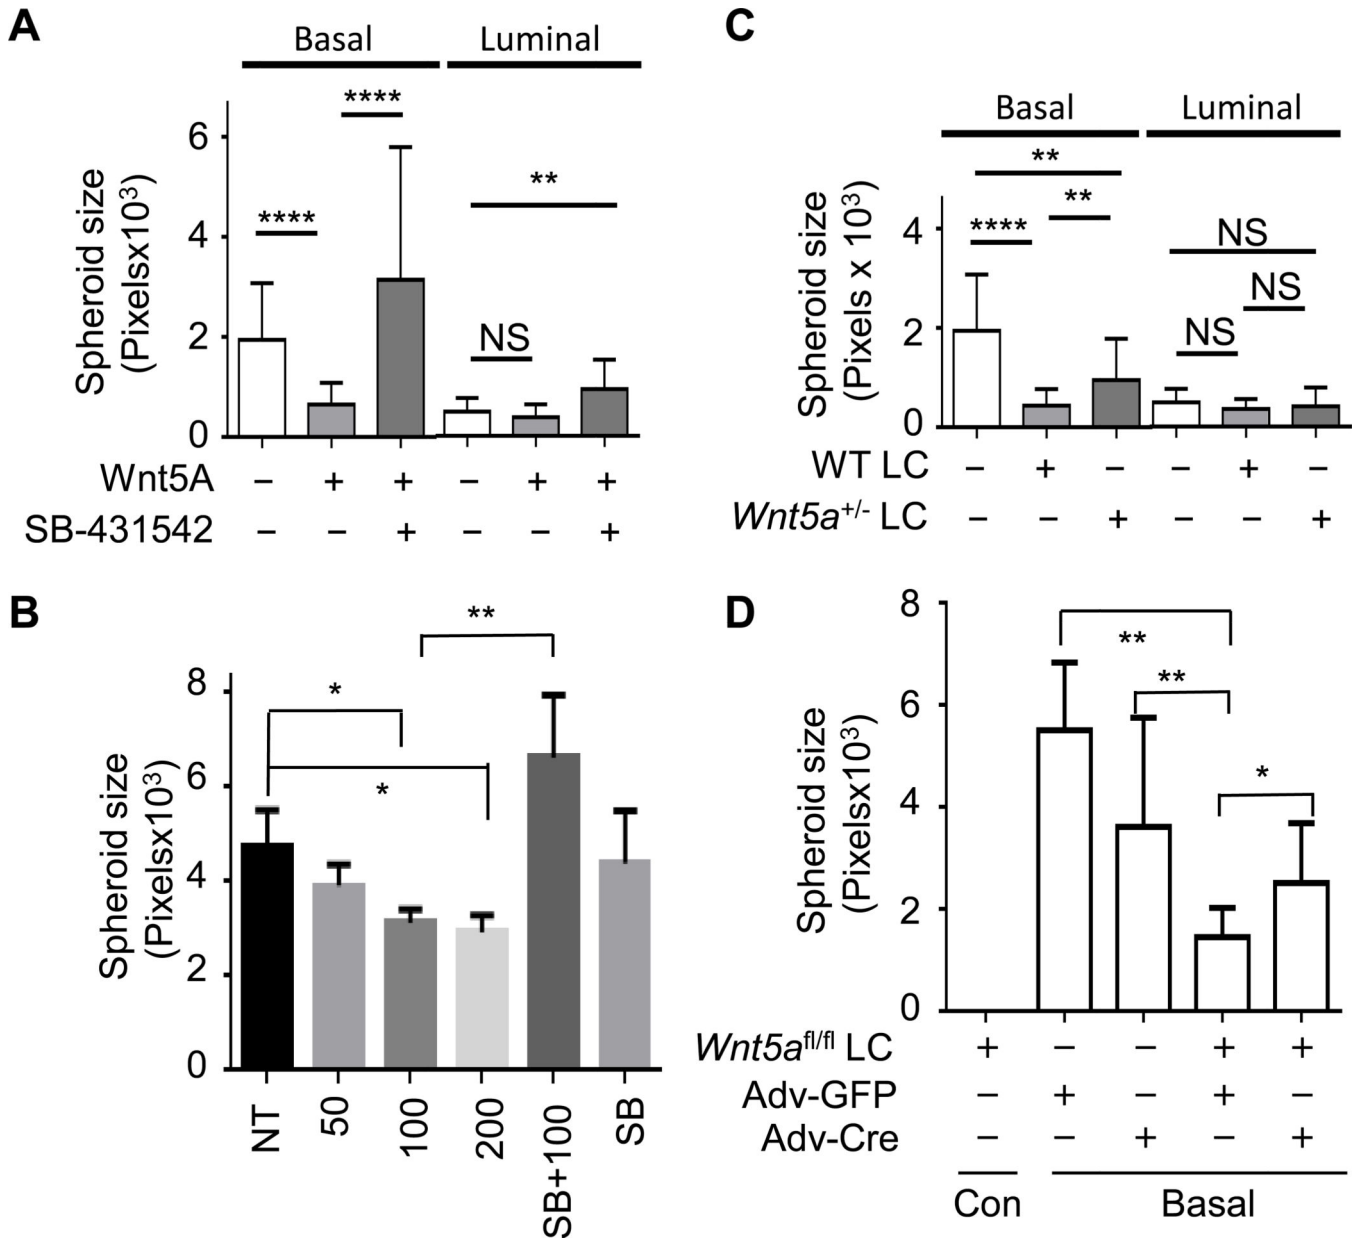 A
Basal Luminal
****
****
**
NS
6
4
2
0
Spheroid size
(Pixelsx10³)
Wnt5A – + + – + +
SB-431542 – – + – – +
C
Basal Luminal
**
**
****
NS
NS
NS
4
2
0
Spheroid size
(Pixels x 10³)
WT LC – + – – + –
Wnt5a+/- LC – – + – – +
B
**
*
*
8
6
4
2
0
Spheroid size
(Pixelsx10³)
NT 50 100 200 SB+100 SB
D
**
**
*
8
6
4
2
0
Spheroid size
(Pixelsx10³)
Wnt5afl/fl LC + – – + +
Adv-GFP – + – + –
Adv-Cre – – + – +
Con Basal